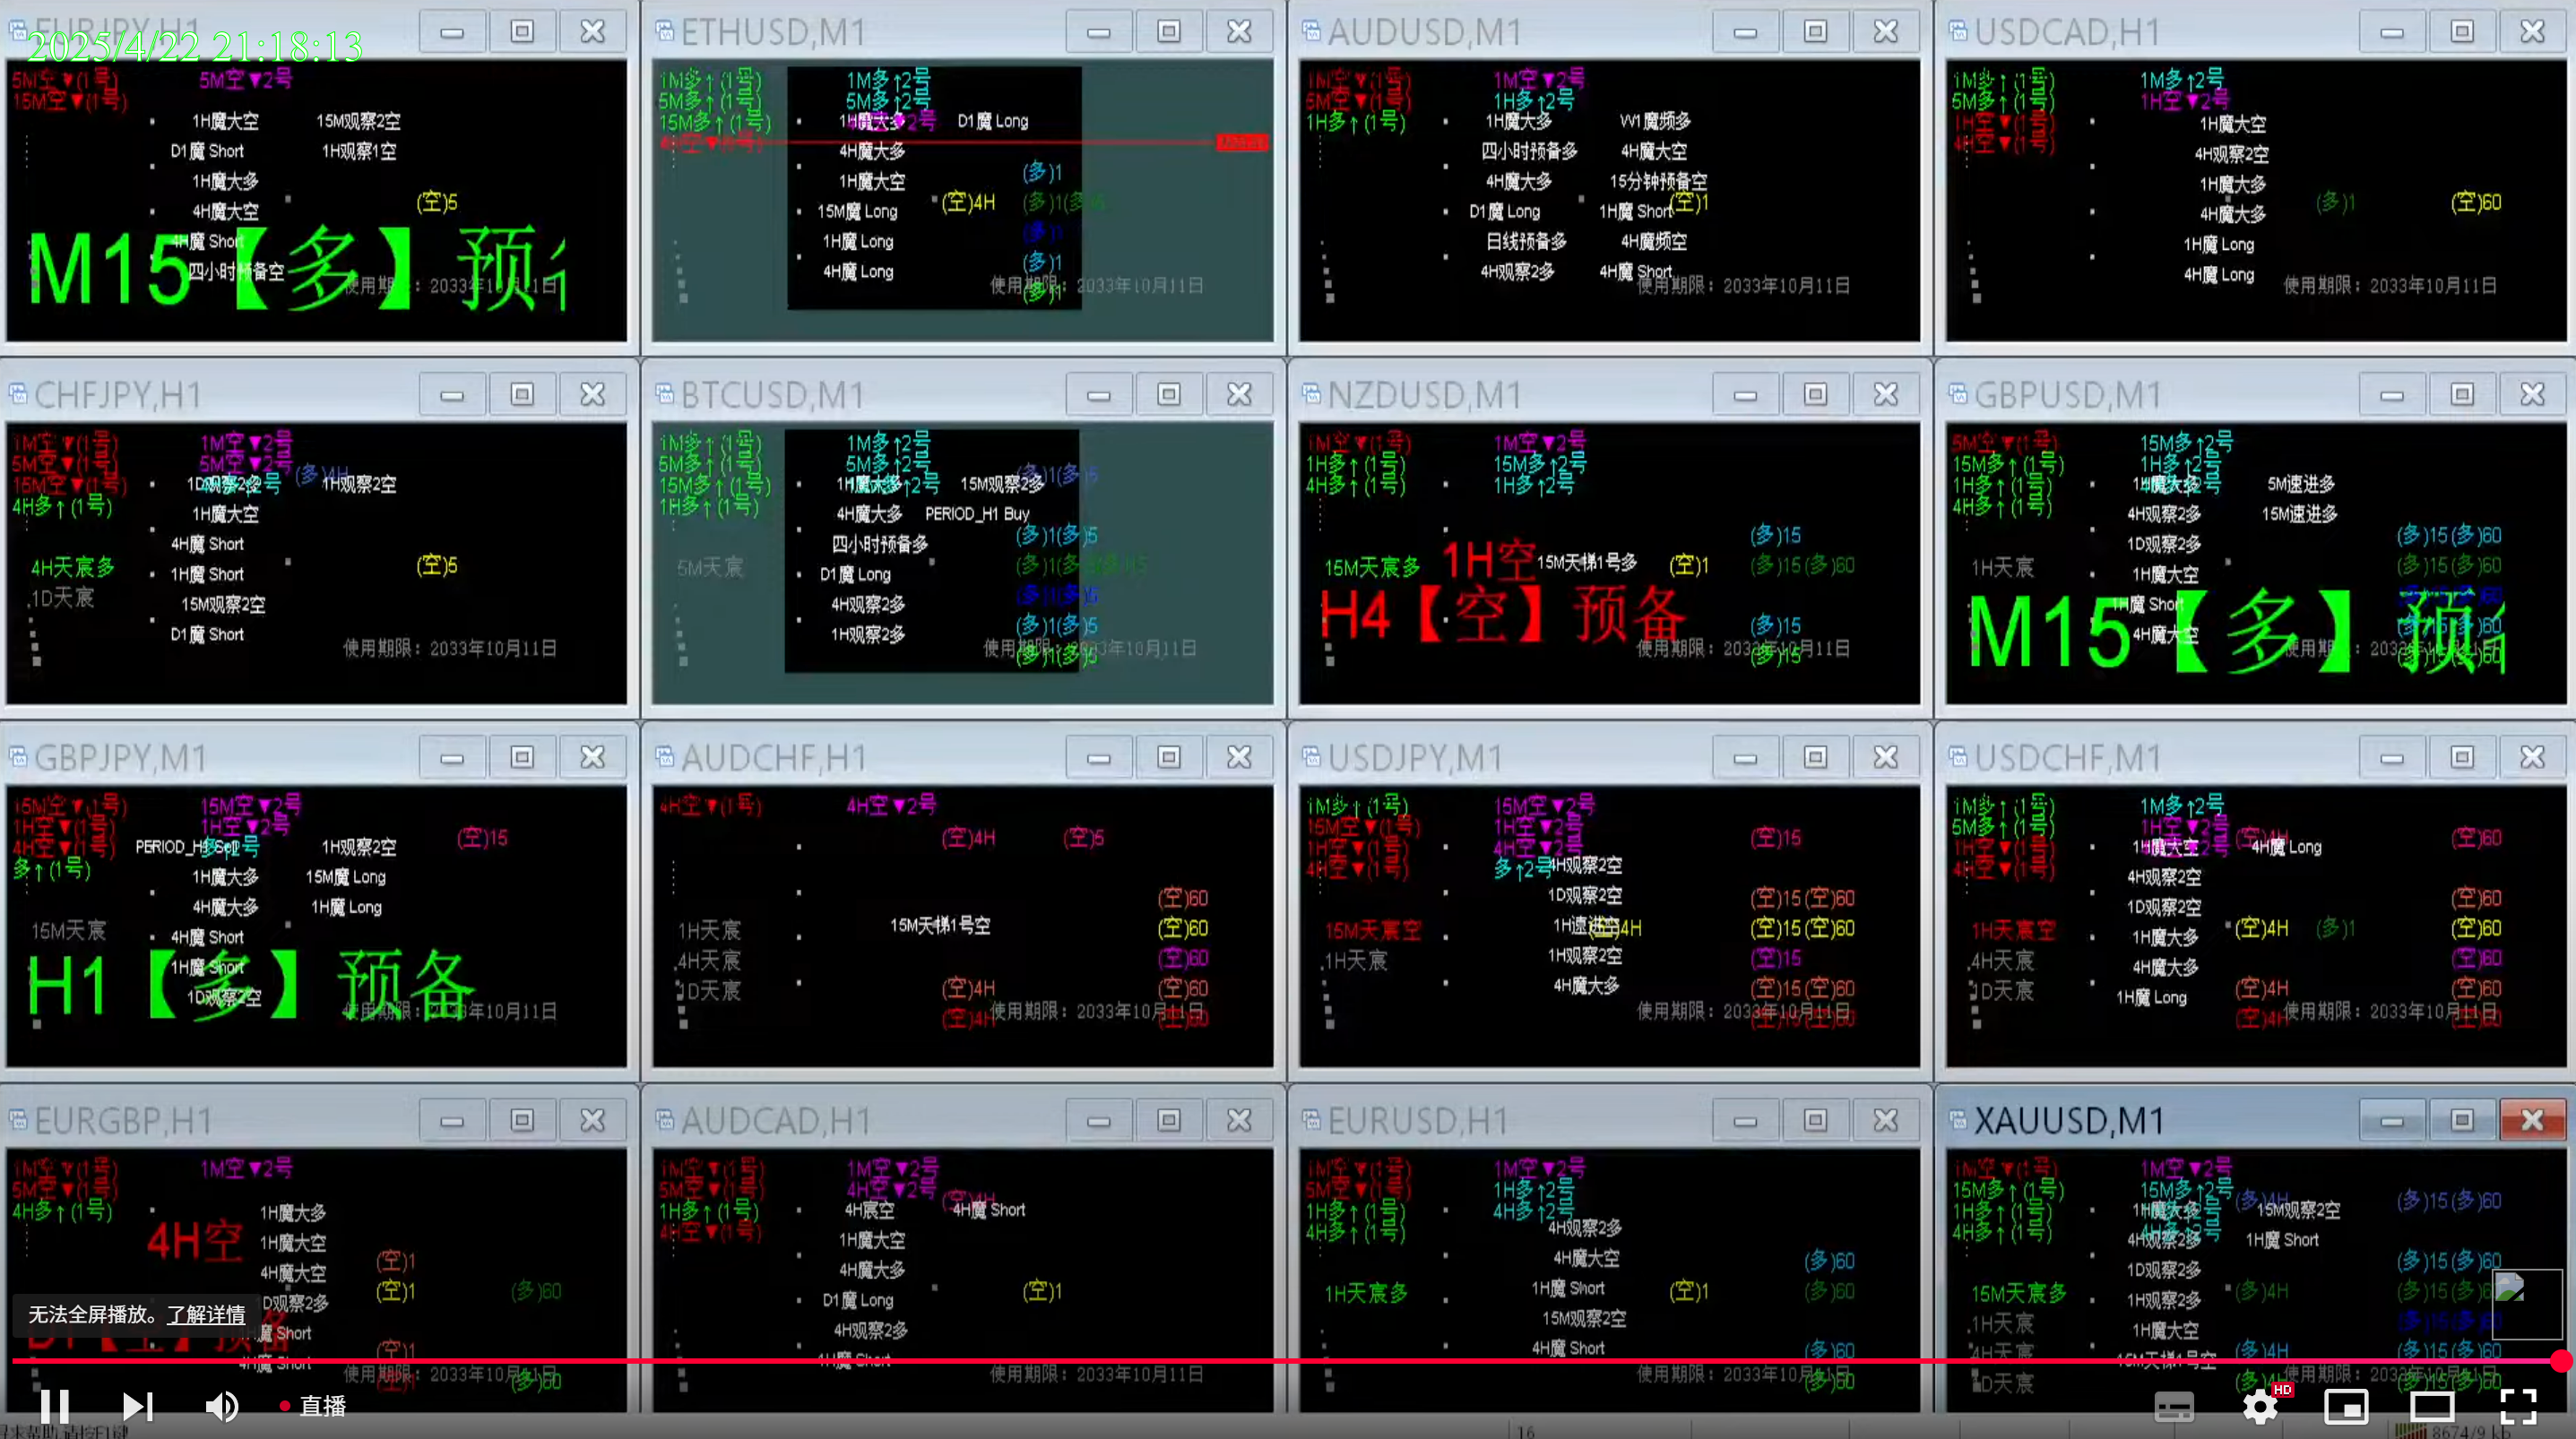 EURJPY,H1
2025/4/22 21:18:13
5M空▼(1号)
5M空▼2号
15M空▼(1号)
1H魔大空
15M观察2空
D1魔 Short
1H观察1空
1H魔大多
(空)5
4H魔大空
4H魔 Short
四小时预备空
M15【多】预
使用期限：2033年10月11日
ETHUSD,M1
1M多↑(1号)
1M多↑2号
5M多↑(1号)
5M多↑2号
15M多↑(1号)
1H魔大多
D1魔 Long
4H魔大多
(多)1
1H魔大空
(空)4H
15M魔 Long
1H魔 Long
(多)1
(多)1
4H魔 Long
使用期限：2033年10月11日
(多)1
AUDUSD,M1
1M空▼(1号)
1M空▼2号
5M空▼(1号)
1H多↑2号
1H多↑(1号)
1H魔大多
W1魔频多
四小时预备多
4H魔大空
4H魔大多
15分钟预备空
(空)1
D1魔 Long
1H魔 Short
日线预备多
4H魔频空
4H观察2多
4H魔 Short
使用期限：2033年10月11日
USDCAD,H1
1M多↑(1号)
1M多↑2号
5M多↑(1号)
1H空▼2号
1H空▼(1号)
4H空▼(1号)
1H魔大空
4H观察2空
1H魔大多
(多)1
(空)60
4H魔大多
1H魔 Long
4H魔 Long
使用期限：2033年10月11日
CHFJPY,H1
1M空▼(1号)
1M空▼2号
5M空▼(1号)
5M空▼2号
(多)4H
15M空▼(1号)
1D观察2多
1H观察2空
4H多↑(1号)
1H魔大空
4H魔 Short
4H天宸多
(空)5
1H魔 Short
1D天宸
15M观察2空
D1魔 Short
使用期限：2033年10月11日
BTCUSD,M1
1M多↑(1号)
1M多↑2号
5M多↑(1号)
5M多↑2号
(多)1(多)5
15M多↑(1号)
1H魔大多
15M观察2多
1H多↑(1号)
4H魔大多
PERIOD_H1 Buy
(多)1(多)5
四小时预备多
5M天宸
D1魔 Long
(多)1(多)5
4H观察2多
(多)1(多)5
1H观察2多
使用期限：2033年10月11日
(多)1(多)5
NZDUSD,M1
1M空▼(1号)
1M空▼2号
1H多↑(1号)
15M多↑2号
4H多↑(1号)
1H多↑2号
(多)15
1H空
15M天梯1号多
(空)1
(多)15(多)60
15M天宸多
H4【空】预备
(多)15
使用期限：2033年10月11日
(多)15
GBPUSD,M1
5M空▼(1号)
15M多↑2号
15M多↑(1号)
1H多↑2号
1H多↑(1号)
1H魔大多
5M速进多
4H多↑(1号)
4H观察2多
15M速进多
(多)15(多)60
1D观察2多
1H天宸
1H魔大空
(多)15(多)60
1H魔 Short
4H魔大空
M15【多】预
GBPJPY,M1
15M空▼(1号)
15M空▼2号
1H空▼(1号)
1H空▼2号
(空)15
4H空▼(1号)
PERIOD_H1 Sell
1H观察2空
多↑(1号)
1H魔大多
15M魔 Long
4H魔大多
1H魔 Long
15M天宸
4H魔 Short
1H魔 Short
1D观察2空
H1【多】预备
使用期限：2033年10月11日
AUDCHF,H1
4H空▼(1号)
4H空▼2号
(空)4H
(空)5
(空)60
1H天宸
15M天梯1号空
(空)60
4H天宸
(空)60
1D天宸
(空)4H
(空)60
(空)4H
使用期限：2033年10月11日
(空)60
USDJPY,M1
1M多↑(1号)
15M空▼2号
15M空▼(1号)
1H空▼2号
(空)15
1H空▼(1号)
4H空▼2号
4H空▼(1号)
多↑2号
4H观察2空
1D观察2空
(空)15(空)60
15M天宸空
1H速进空
4H
(空)15(空)60
1H天宸
1H观察2空
(空)15
4H魔大多
(空)15(空)60
使用期限：2033年10月11日
(空)15(空)60
USDCHF,M1
1M多↑(1号)
1M多↑2号
5M多↑(1号)
1H空▼2号
(空)4H
(空)60
1H空▼(1号)
1H魔大空
4H魔 Long
4H空▼(1号)
4H观察2空
1D观察2空
(空)60
1H天宸空
1H魔大多
(空)4H
(多)1
(空)60
4H天宸
4H魔大多
(空)60
1D天宸
1H魔 Long
(空)4H
(空)60
(空)4H
使用期限：2033年10月11日
(空)60
EURGBP,H1
1M空▼(1号)
1M空▼2号
5M空▼(1号)
4H多↑(1号)
1H魔大多
4H空
1H魔大空
4H魔大空
(空)1
(空)1
(多)60
D观察2多
1H魔 Short
4H魔 Short
(空)1
使用期限：2033年10月11日
(多)60
AUDCAD,H1
1M空▼(1号)
1M空▼2号
5M空▼(1号)
4H空▼2号
(空)4H
1H多↑(1号)
4H宸空
4H魔 Short
4H空▼(1号)
1H魔大空
4H魔大多
D1魔 Long
(空)1
4H观察2多
1H魔 Short
使用期限：2033年10月11日
EURUSD,H1
1M空▼(1号)
1M空▼2号
5M空▼(1号)
1H多↑2号
1H多↑(1号)
4H多↑2号
4H多↑(1号)
4H观察2多
4H魔大空
(多)60
1H天宸多
1H魔 Short
(空)1
(多)60
15M观察2空
4H魔 Short
(多)60
使用期限：2033年10月11日
(多)60
XAUUSD,M1
1M空▼(1号)
1M空▼2号
15M多↑(1号)
15M多↑2号
(多)4H
(多)15(多)60
1H多↑(1号)
1H魔大多
15M观察2空
4H多↑(1号)
4H观察2多
1H魔 Short
1D观察2多
(多)15(多)60
15M天宸多
1H观察2多
(多)4H
1H天宸
1H魔大空
4H天宸
15M天梯1号空
(多)4H
(多)15(多)60
1D天宸
使用期限：2033年10月11日
无法全屏播放。了解详情
直播
HD
16
8674/9 kb